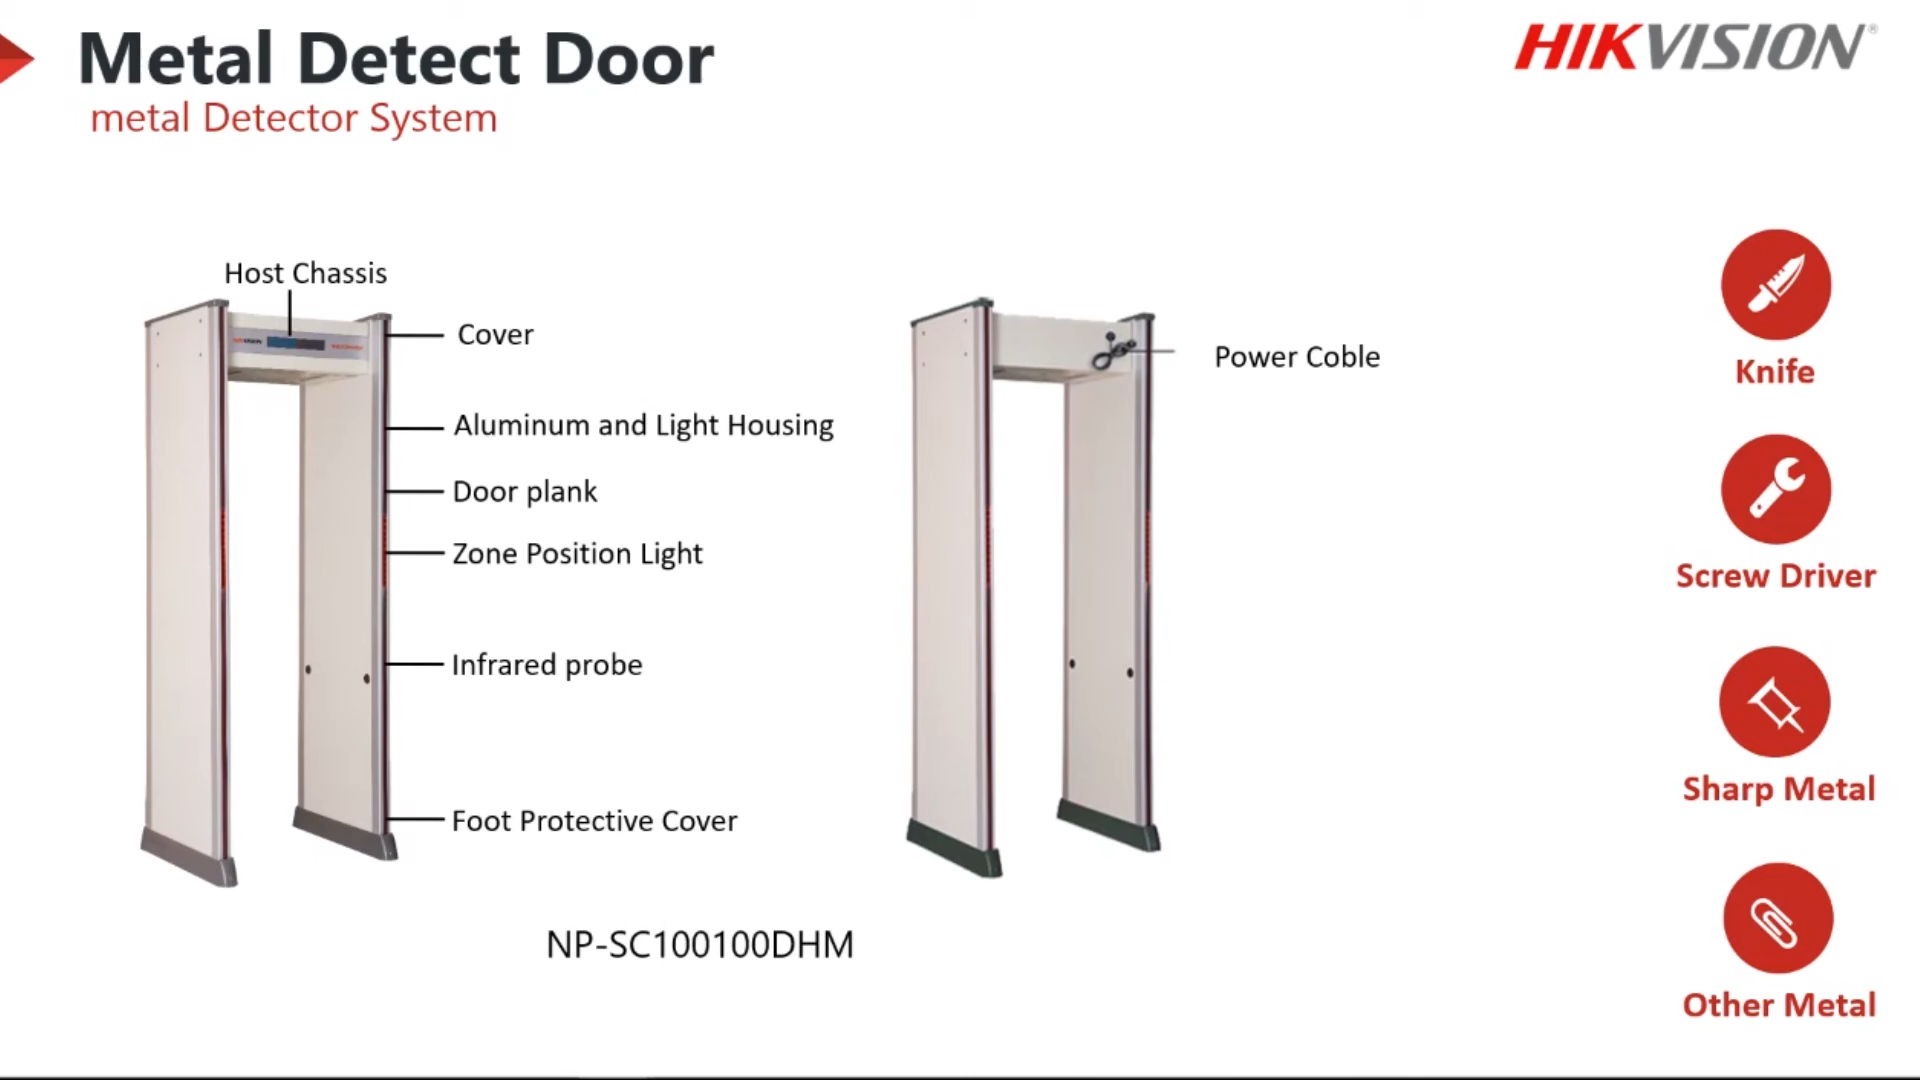 Metal Detect Door
metal Detector System
HIKVISION®
Host Chassis
Cover
Aluminum and Light Housing
Door plank
Zone Position Light
Infrared probe
Foot Protective Cover
Power Coble
NP-SC100100DHM
Knife
Screw Driver
Sharp Metal
Other Metal
HIKVISION